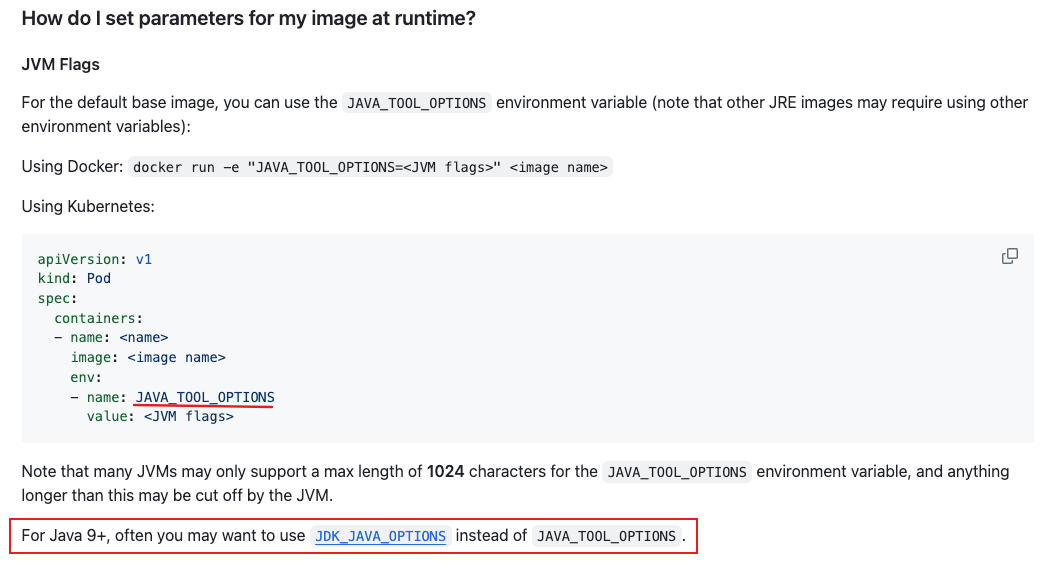 How do I set parameters for my image at runtime?
JVM Flags
For the default base image, you can use the JAVA_TOOL_OPTIONS environment variable (note that other JRE images may require using other
environment variables):
Using Docker: docker run -e "JAVA_TOOL_OPTIONS=<JVM flags>" <image name>
Using Kubernetes:
apiVersion: v1
kind: Pod
spec:
  containers:
  - name: <name>
    image: <image name>
    env:
    - name: JAVA_TOOL_OPTIONS
      value: <JVM flags>
Note that many JVMs may only support a max length of 1024 characters for the JAVA_TOOL_OPTIONS environment variable, and anything
longer than this may be cut off by the JVM.
For Java 9+, often you may want to use JDK_JAVA_OPTIONS instead of JAVA_TOOL_OPTIONS.